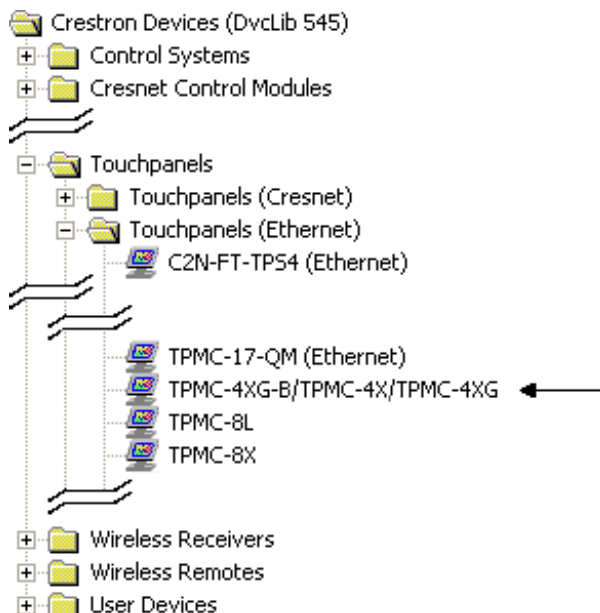 Crestron Devices (DvcLib 545)
Control Systems
Cresnet Control Modules
Touchpanels
Touchpanels (Cresnet)
Touchpanels (Ethernet)
C2N-FT-TPS4 (Ethernet)
TPMC-17-QM (Ethernet)
TPMC-4XG-B/TPMC-4X/TPMC-4XG
TPMC-8L
TPMC-8X
Wireless Receivers
Wireless Remotes
User Devices